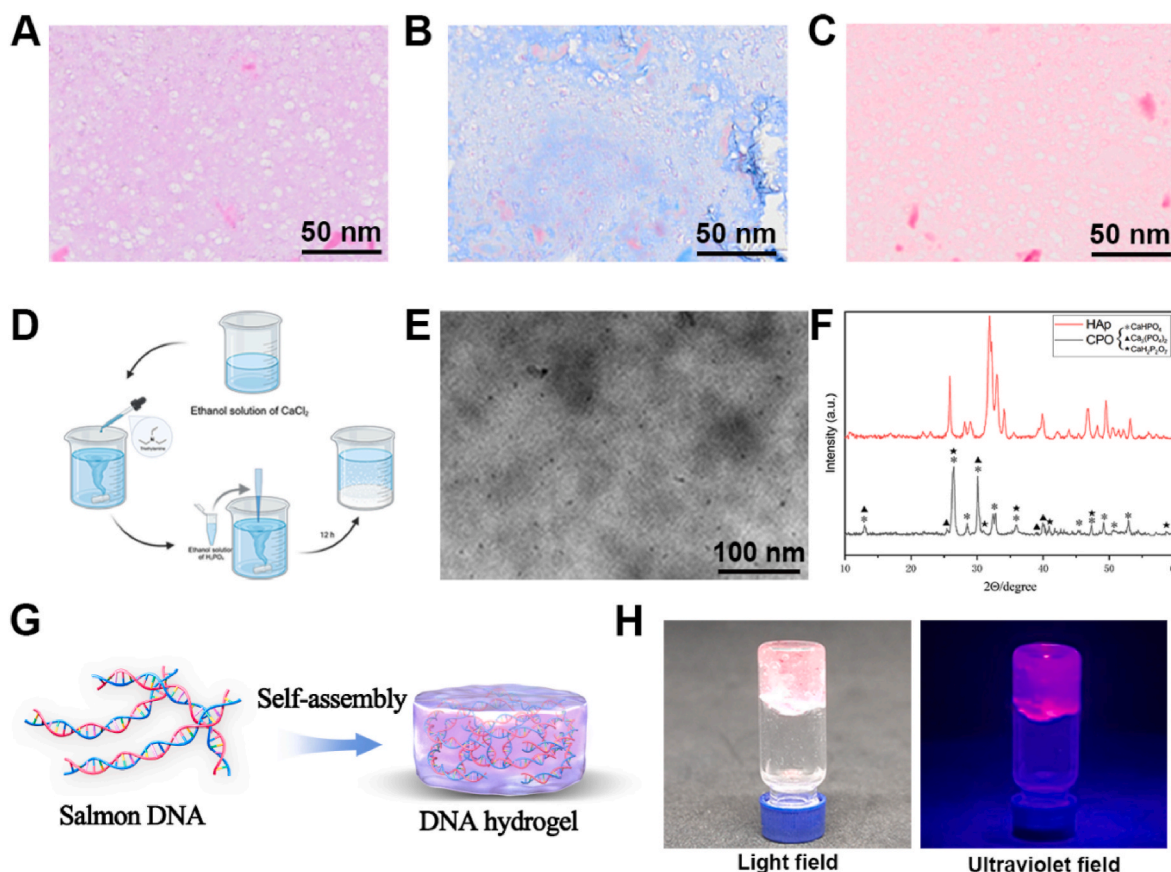 A
50 nm
B
50 nm
C
50 nm
D
Ethanol solution of CaCl₂
Triethylamine
Ethanol solution
of H₃PO₄
12 h
E
100 nm
F
HAp
CPO
※CaHPO₄
▲Ca₃(PO₄)₂
★CaH₂P₂O₇
Intensity (a.u.)
10
20
30
40
50
2Θ/degree
G
Salmon DNA
Self-assembly
DNA hydrogel
H
Light field
Ultraviolet field